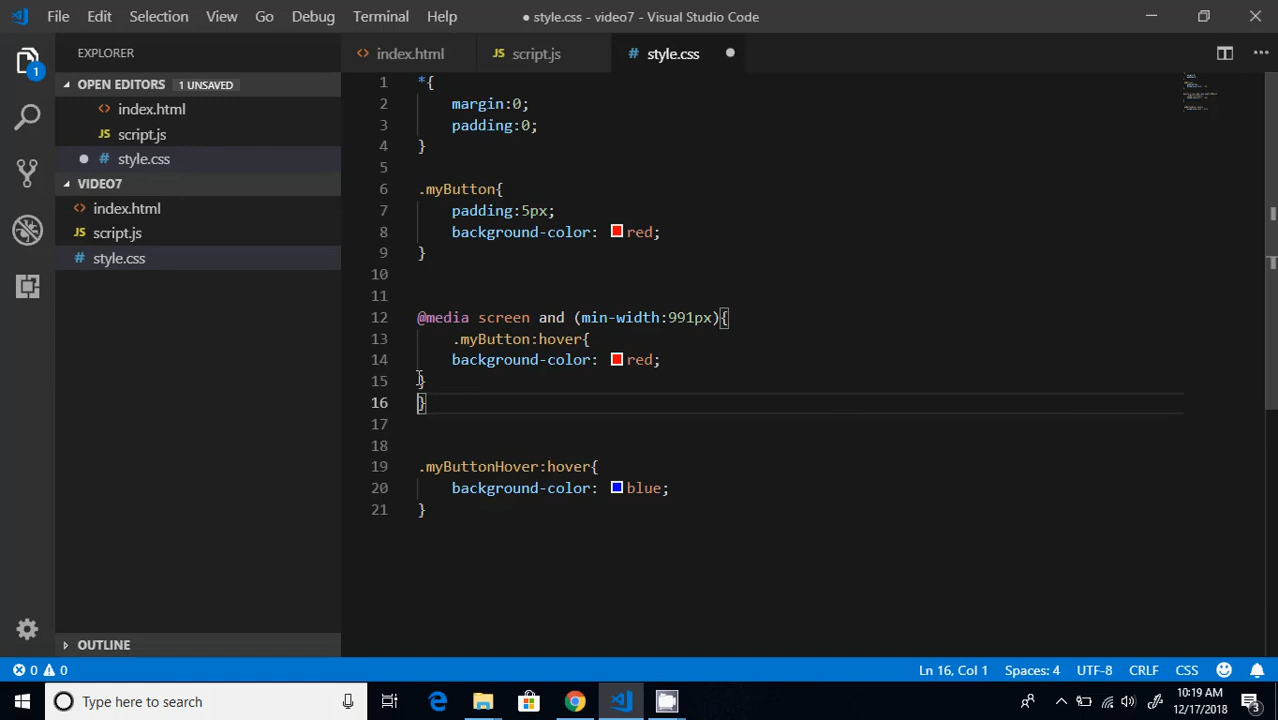 File Edit Selection View Go Debug Terminal Help ● style.css - video7 - Visual Studio Code
EXPLORER
index.html
JS script.js
# style.css
OPEN EDITORS 1 UNSAVED
index.html
JS script.js
# style.css
VIDEO7
index.html
JS script.js
# style.css
OUTLINE
1
1 *{
2 margin:0;
3 padding:0;
4 }
5
6 .myButton{
7 padding:5px;
8 background-color: red;
9 }
10
11
12 @media screen and (min-width:991px){
13 .myButton:hover{
14 background-color: red;
15 }
16 }
17
18
19 .myButtonHover:hover{
20 background-color: blue;
21 }
0 0 Ln 16, Col 1 Spaces: 4 UTF-8 CRLF CSS
Type here to search
10:19 AM
12/17/2018
3